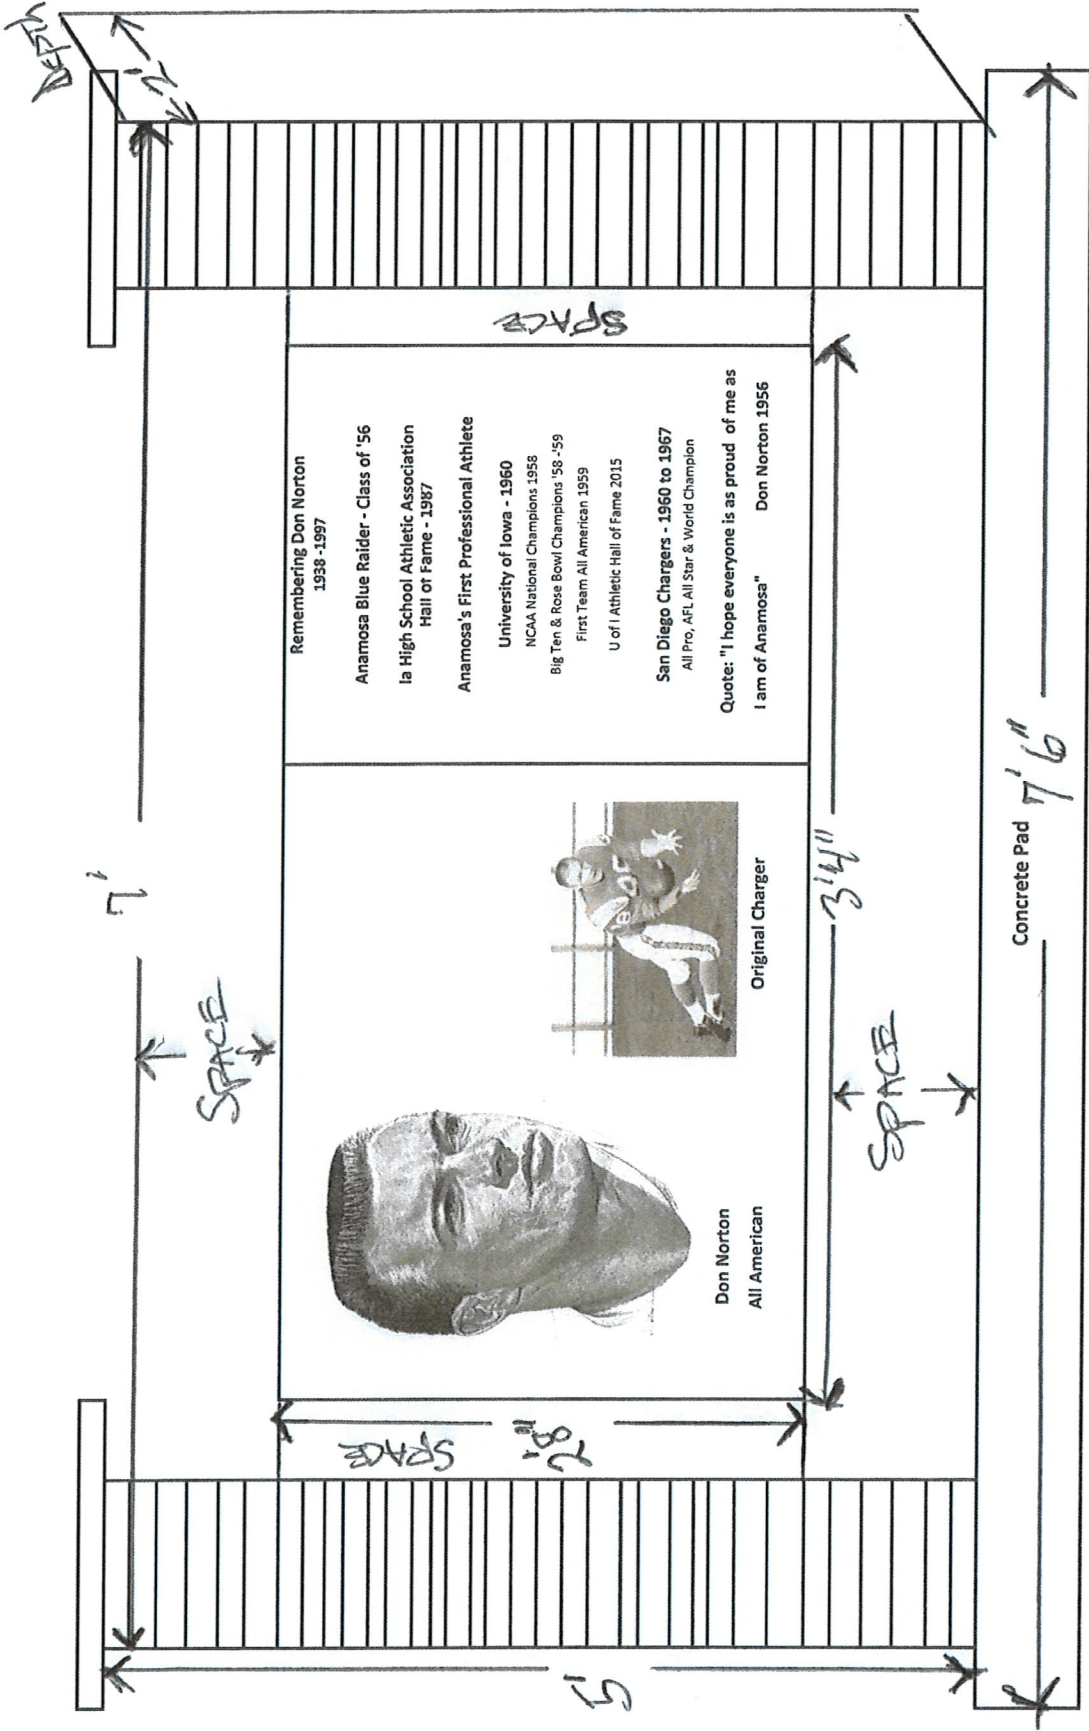 DEPTH
2'
7'
SPACE
5'
SPACE
2' 8"
Don Norton
All American
Original Charger
Remembering Don Norton
1938 -1997
Anamosa Blue Raider - Class of '56
Ia High School Athletic Association
Hall of Fame - 1987
Anamosa's First Professional Athlete
University of Iowa - 1960
NCAA National Champions 1958
Big Ten & Rose Bowl Champions '58 -'59
First Team All American 1959
U of I Athletic Hall of Fame 2015
San Diego Chargers - 1960 to 1967
All Pro, AFL All Star & World Champion
Quote: "I hope everyone is as proud of me as
I am of Anamosa" Don Norton 1956
SPACE
3'4"
SPACE
Concrete Pad 7'6"